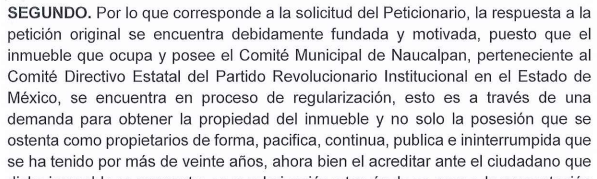 SEGUNDO. Por lo que corresponde a la solicitud del Peticionario, la respuesta a la
petición original se encuentra debidamente fundada y motivada, puesto que el
inmueble que ocupa y posee el Comité Municipal de Naucalpan, perteneciente al
Comité Directivo Estatal del Partido Revolucionario Institucional en el Estado de
México, se encuentra en proceso de regularización, esto es a través de una
demanda para obtener la propiedad del inmueble y no solo la posesión que se
ostenta como propietarios de forma, pacifica, continua, publica e ininterrumpida que
se ha tenido por más de veinte años, ahora bien el acreditar ante el ciudadano que